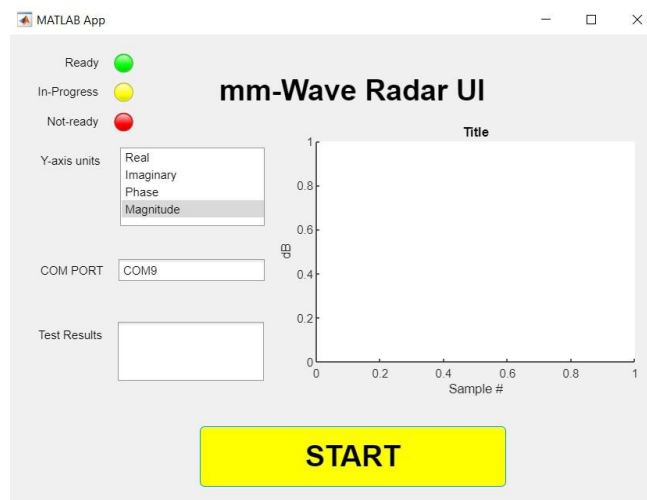 MATLAB App
Ready
In-Progress
Not-ready
mm-Wave Radar UI
Y-axis units
Real
Imaginary
Phase
Magnitude
COM PORT
COM9
Test Results
Title
1
0.8
0.6
0.4
0.2
0
dB
0 0.2 0.4 0.6 0.8 1
Sample #
START